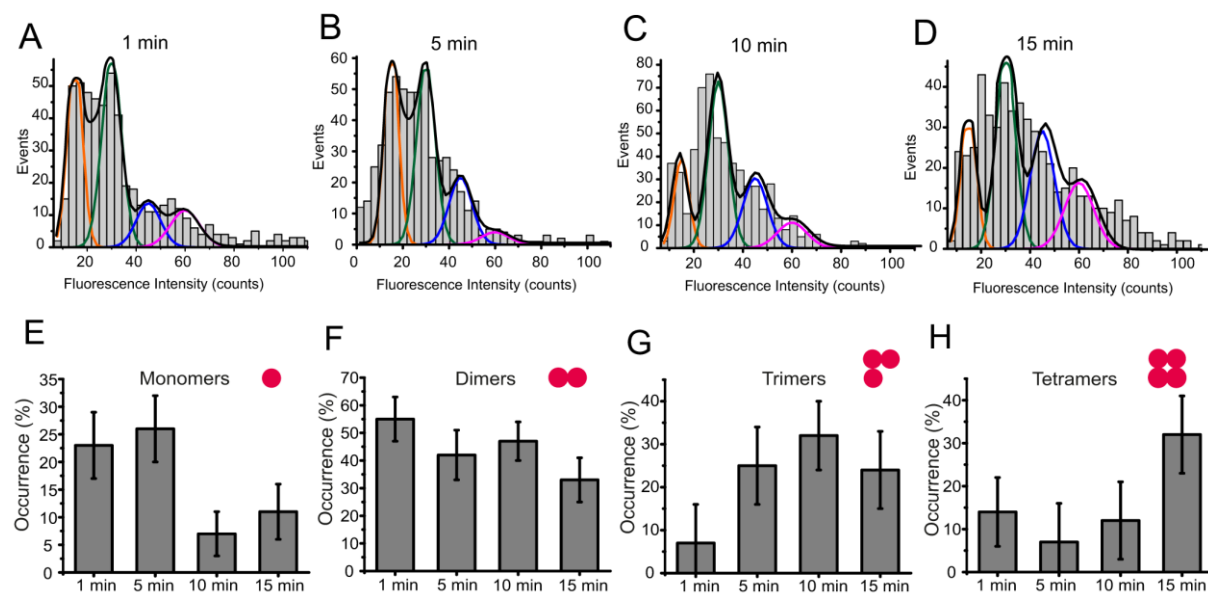 A
1 min
Events
50
40
30
20
10
0
20 40 60 80 100
Fluorescence Intensity (counts)
B
5 min
Events
60
50
40
30
20
10
0
20 40 60 80 100
Fluorescence Intensity (counts)
C
10 min
Events
80
70
60
50
40
30
20
10
0
20 40 60 80 100
Fluorescence Intensity (counts)
D
15 min
Events
40
30
20
10
0
20 40 60 80 100
Fluorescence Intensity (counts)
E
Monomers
Occurrence (%)
35
30
25
20
15
10
5
0
1 min 5 min 10 min 15 min
F
Dimers
Occurrence (%)
70
60
50
40
30
20
10
0
1 min 5 min 10 min 15 min
G
Trimers
Occurrence (%)
40
30
20
10
0
1 min 5 min 10 min 15 min
H
Tetramers
Occurrence (%)
40
30
20
10
0
1 min 5 min 10 min 15 min